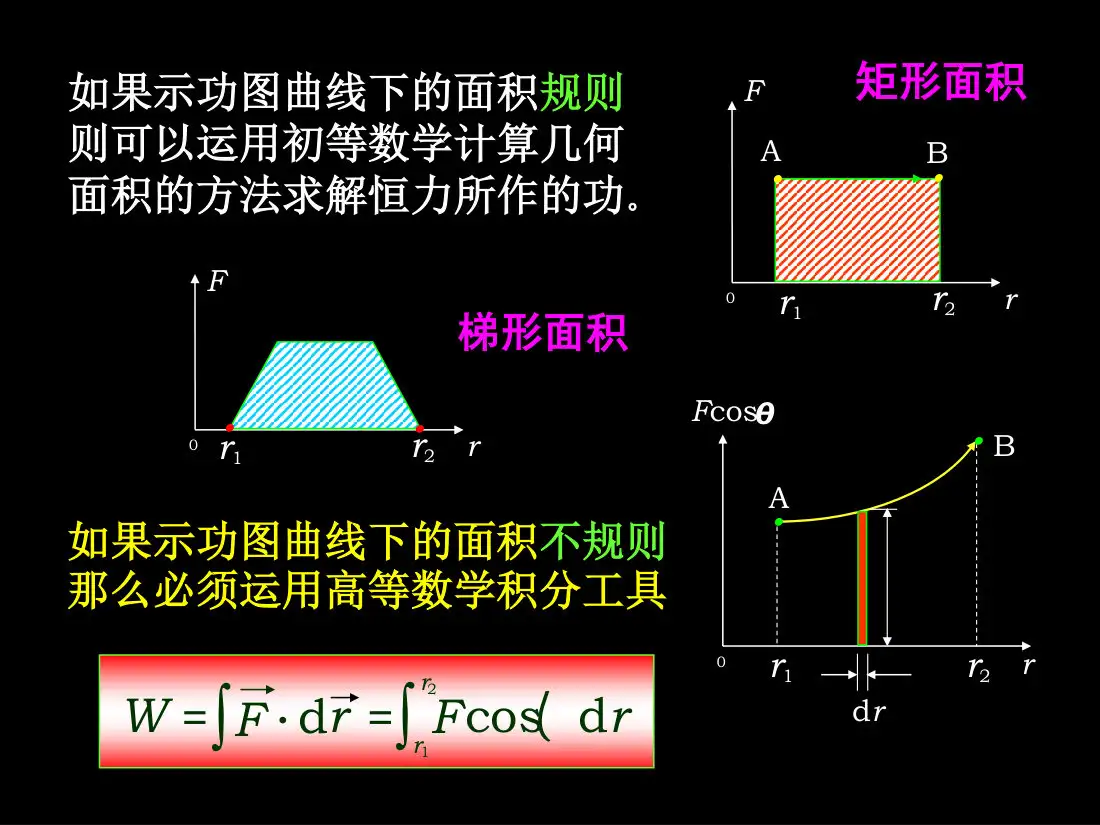 如果示功图曲线下的面积规则
则可以运用初等数学计算几何
面积的方法求解恒力所作的功。
矩形面积
F
A
B
0
r₁
r₂
r
F
梯形面积
0
r₁
r₂
r
Fcosθ
A
B
0
r₁
r₂
r
dr
如果示功图曲线下的面积不规则
那么必须运用高等数学积分工具
W = ∫ F⃗ · dr⃗ = ∫_{r₁}^{r₂} Fcos( dr